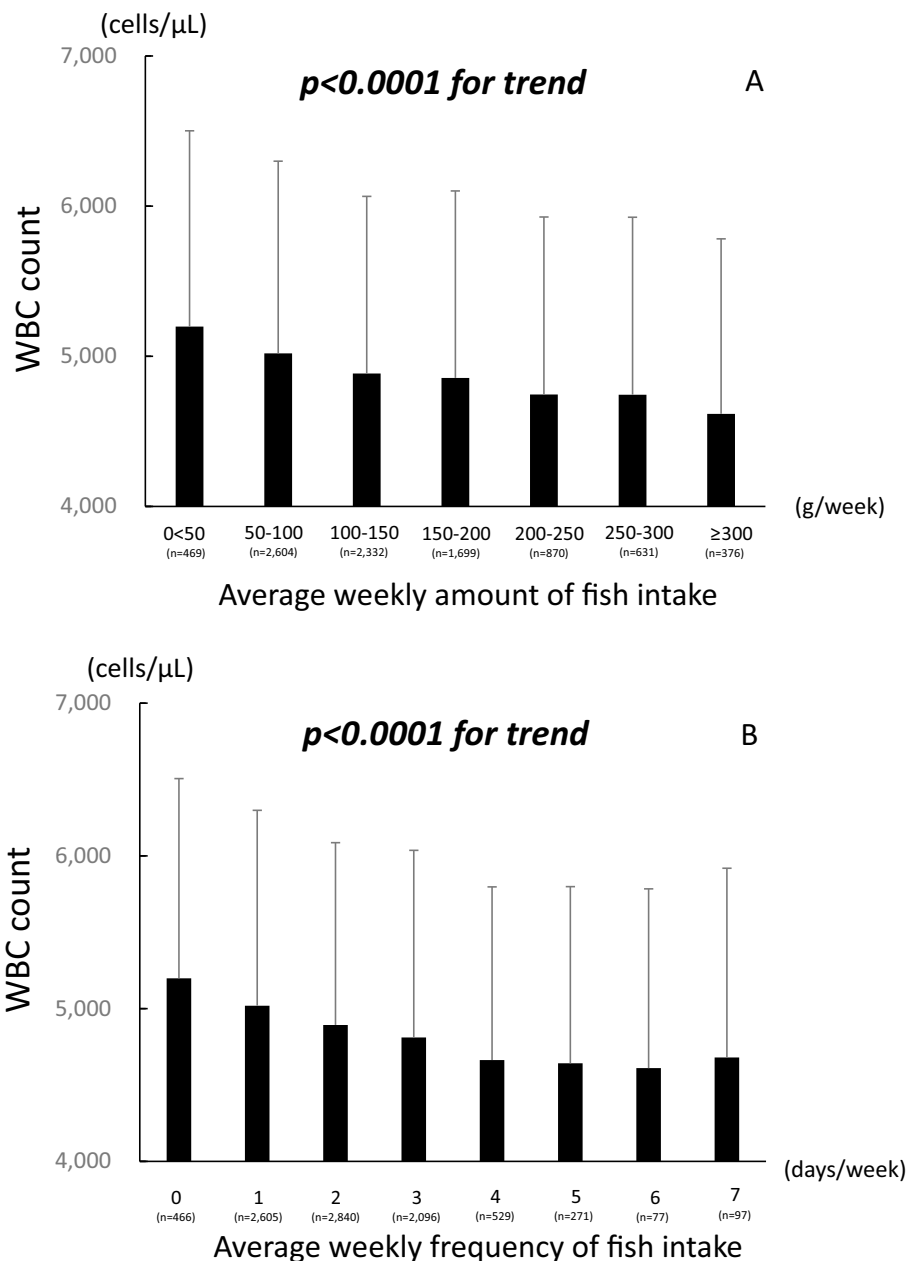 (cells/µL)
7,000
p<0.0001 for trend
A
6,000
WBC count
5,000
4,000
(g/week)
0<50 50-100 100-150 150-200 200-250 250-300 ≥300
(n=469) (n=2,604) (n=2,332) (n=1,699) (n=870) (n=631) (n=376)
Average weekly amount of fish intake
(cells/µL)
7,000
p<0.0001 for trend
B
6,000
WBC count
5,000
4,000
(days/week)
0 1 2 3 4 5 6 7
(n=466) (n=2,605) (n=2,840) (n=2,096) (n=529) (n=271) (n=77) (n=97)
Average weekly frequency of fish intake